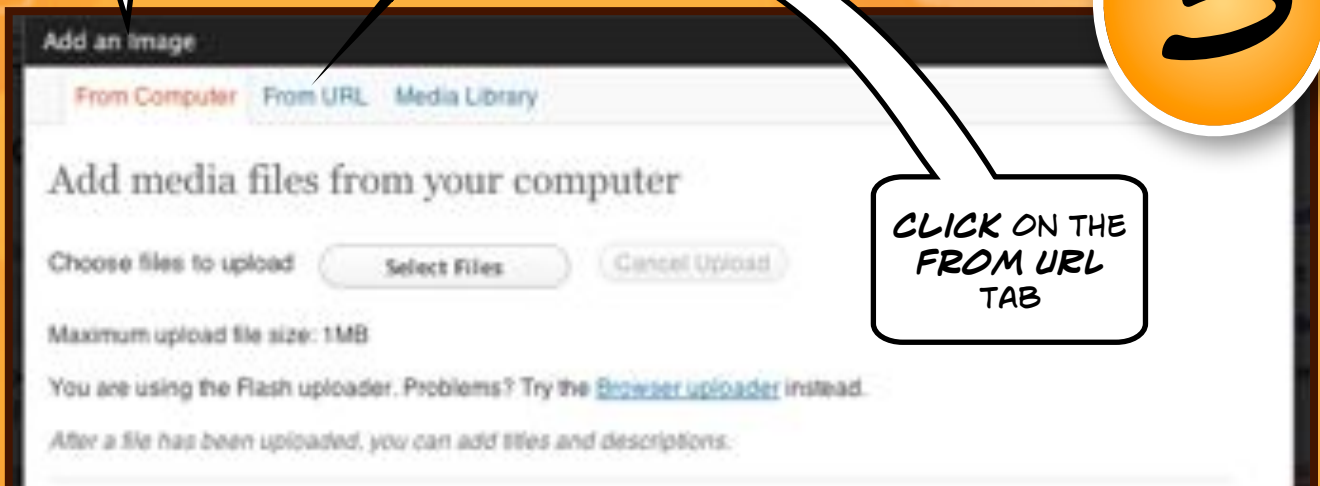 Add an Image
From Computer From URL Media Library
Add media files from your computer
Choose files to upload Select Files Cancel Upload
Maximum upload file size: 1MB
You are using the Flash uploader. Problems? Try the Browser uploader instead.
After a file has been uploaded, you can add titles and descriptions.
CLICK ON THE
FROM URL
TAB